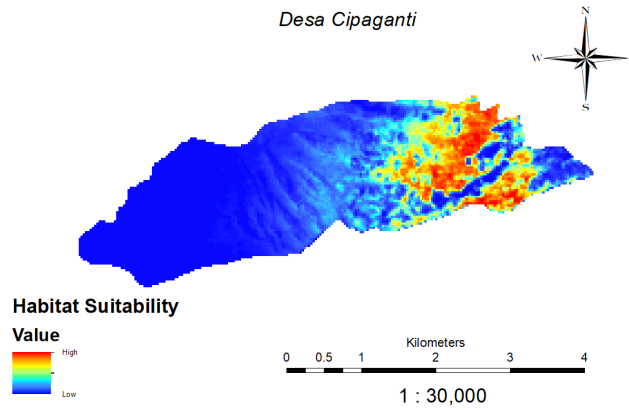 Desa Cipaganti
N
W
E
S
Habitat Suitability
Value
High
Low
Kilometers
0 0.5 1 2 3 4
1 : 30,000